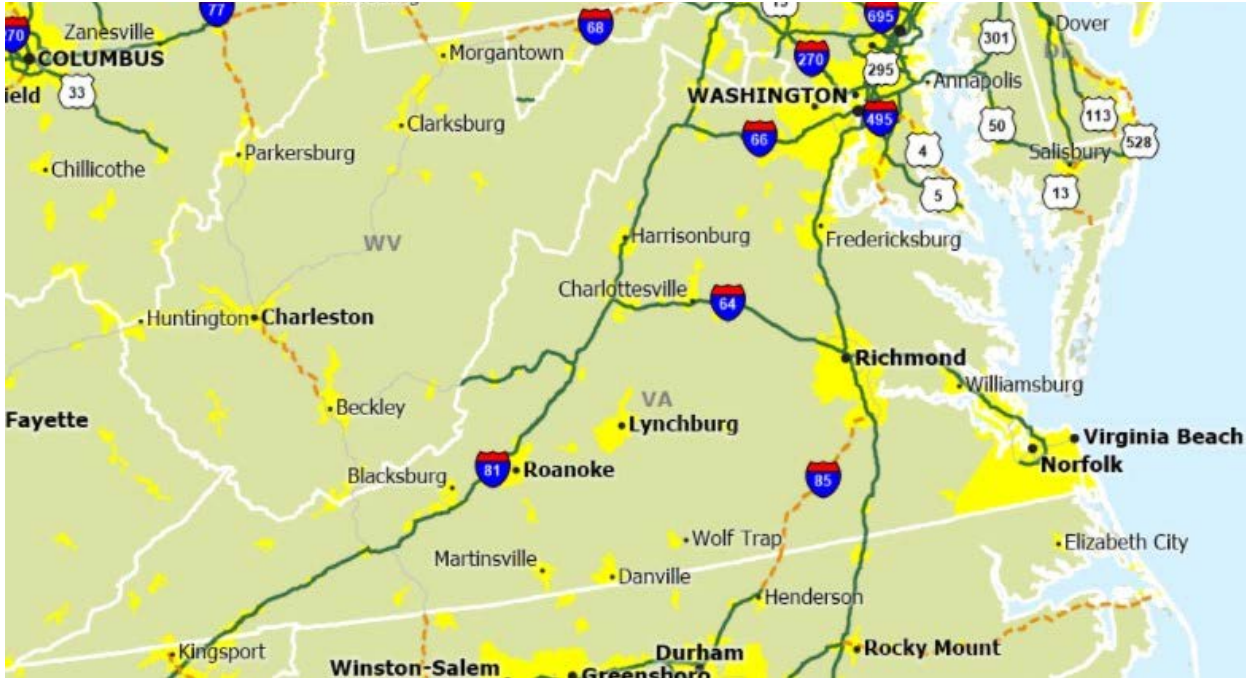 77
Zanesville
68
15
695
Dover
270
COLUMBUS
Morgantown
270
301
DE
295
Annapolis
ield
33
WASHINGTON
Clarksburg
66
495
50
113
528
Chillicothe
Parkersburg
4
Salisbury
5
13
WV
Harrisonburg
Fredericksburg
Charlottesville
64
Huntington
Charleston
Richmond
Williamsburg
Beckley
VA
Fayette
Lynchburg
Virginia Beach
Norfolk
81
Roanoke
Blacksburg
85
Wolf Trap
Elizabeth City
Martinsville
Danville
Henderson
Kingsport
Durham
Rocky Mount
Winston-Salem
Greensboro